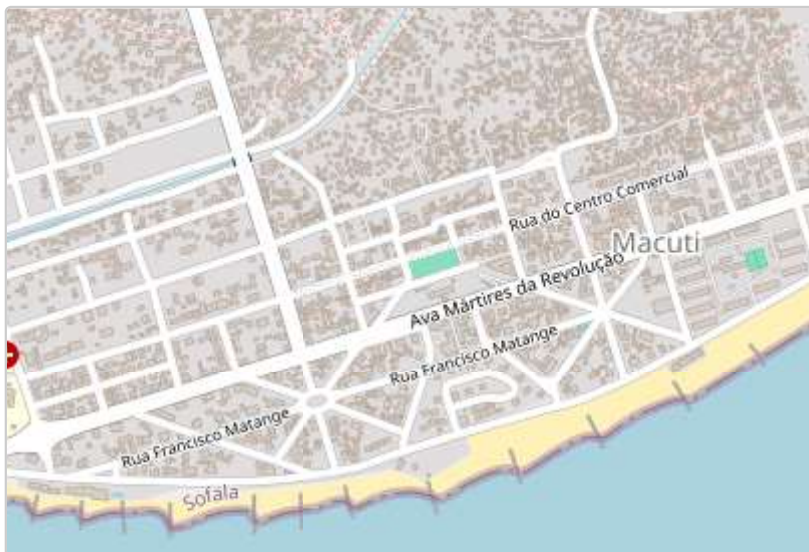 Rua do Centro Comercial
Macuti
Ava Mártires da Revolução
Rua Francisco Matange
Rua Francisco Matange
Sofala